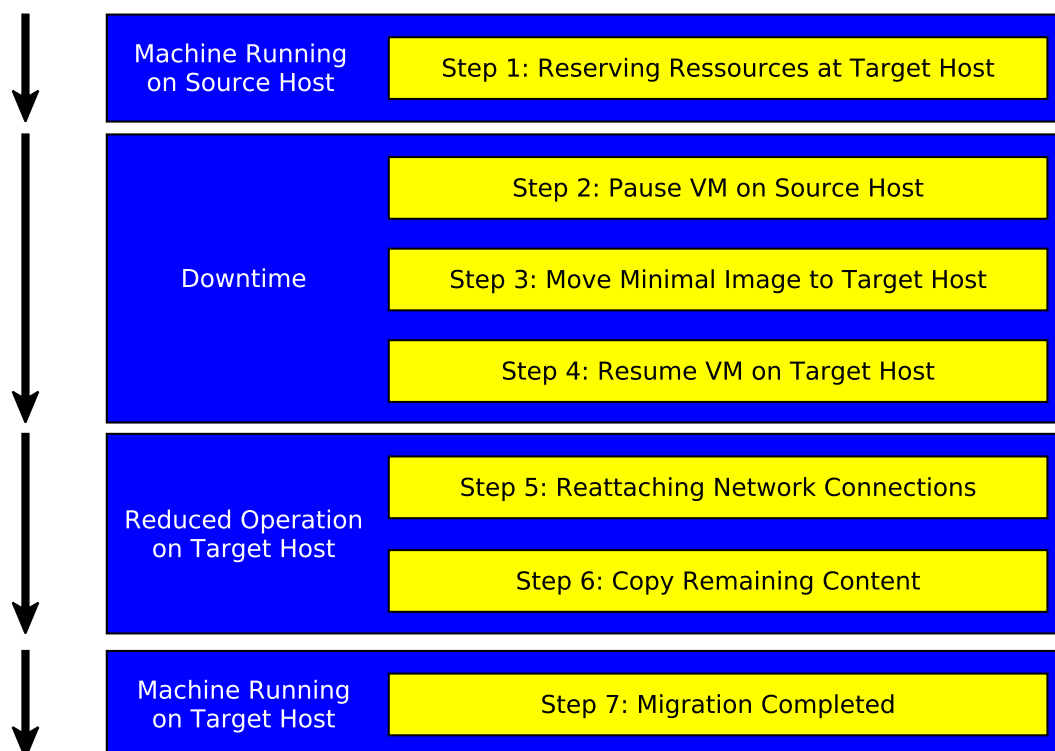 Machine Running
on Source Host
Step 1: Reserving Ressources at Target Host
Downtime
Step 2: Pause VM on Source Host
Step 3: Move Minimal Image to Target Host
Step 4: Resume VM on Target Host
Reduced Operation
on Target Host
Step 5: Reattaching Network Connections
Step 6: Copy Remaining Content
Machine Running
on Target Host
Step 7: Migration Completed